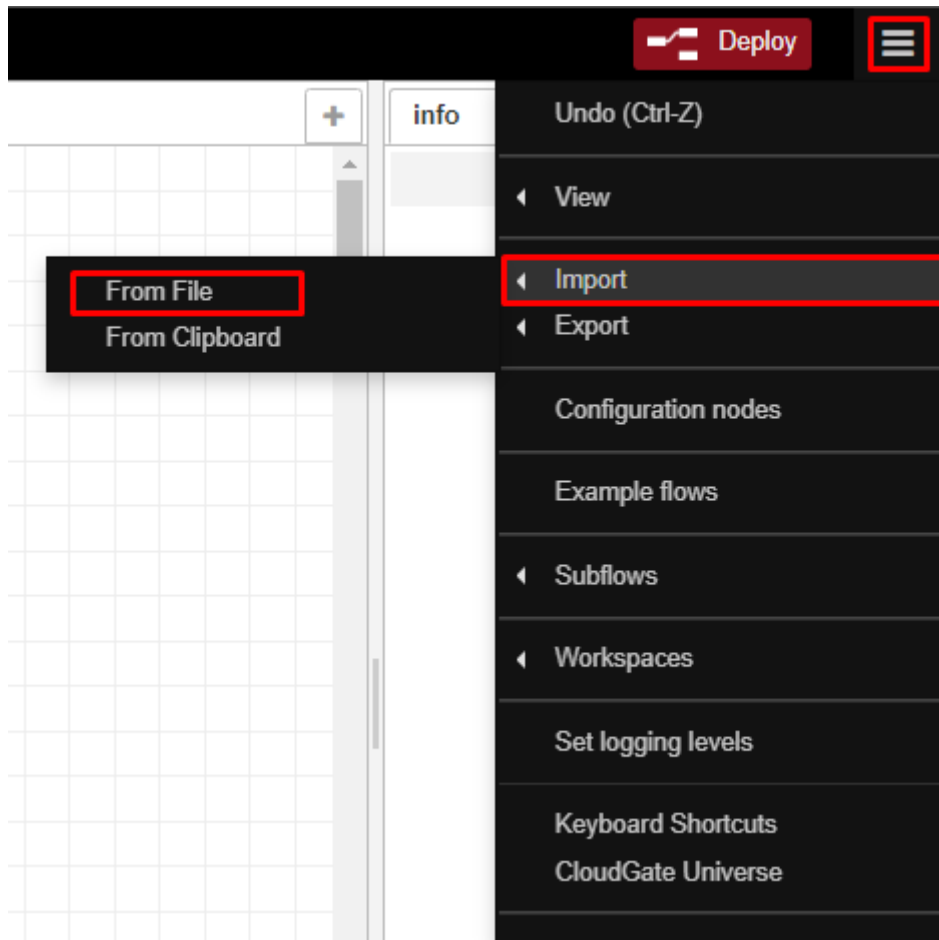 Deploy
+
info
Undo (Ctrl-Z)
View
Import
From File
From Clipboard
Export
Configuration nodes
Example flows
Subflows
Workspaces
Set logging levels
Keyboard Shortcuts
CloudGate Universe